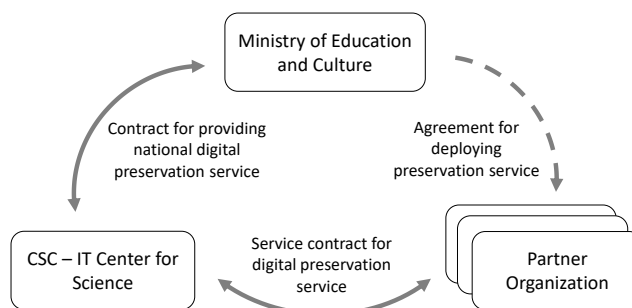 Ministry of Education
and Culture
Contract for providing
national digital
preservation service
Agreement for
deploying
preservation service
CSC – IT Center for
Science
Service contract for
digital preservation
service
Partner
Organization